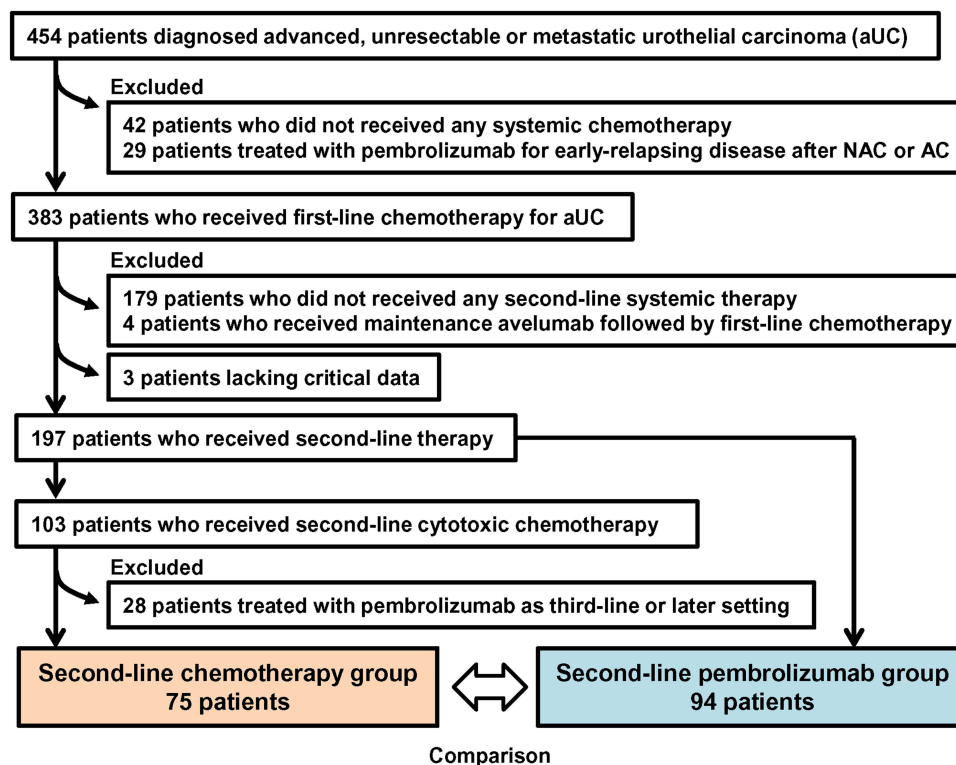 454 patients diagnosed advanced, unresectable or metastatic urothelial carcinoma (aUC)
Excluded
42 patients who did not received any systemic chemotherapy
29 patients treated with pembrolizumab for early-relapsing disease after NAC or AC
383 patients who received first-line chemotherapy for aUC
Excluded
179 patients who did not received any second-line systemic therapy
4 patients who received maintenance avelumab followed by first-line chemotherapy
3 patients lacking critical data
197 patients who received second-line therapy
103 patients who received second-line cytotoxic chemotherapy
Excluded
28 patients treated with pembrolizumab as third-line or later setting
Second-line chemotherapy group
75 patients
Second-line pembrolizumab group
94 patients
Comparison